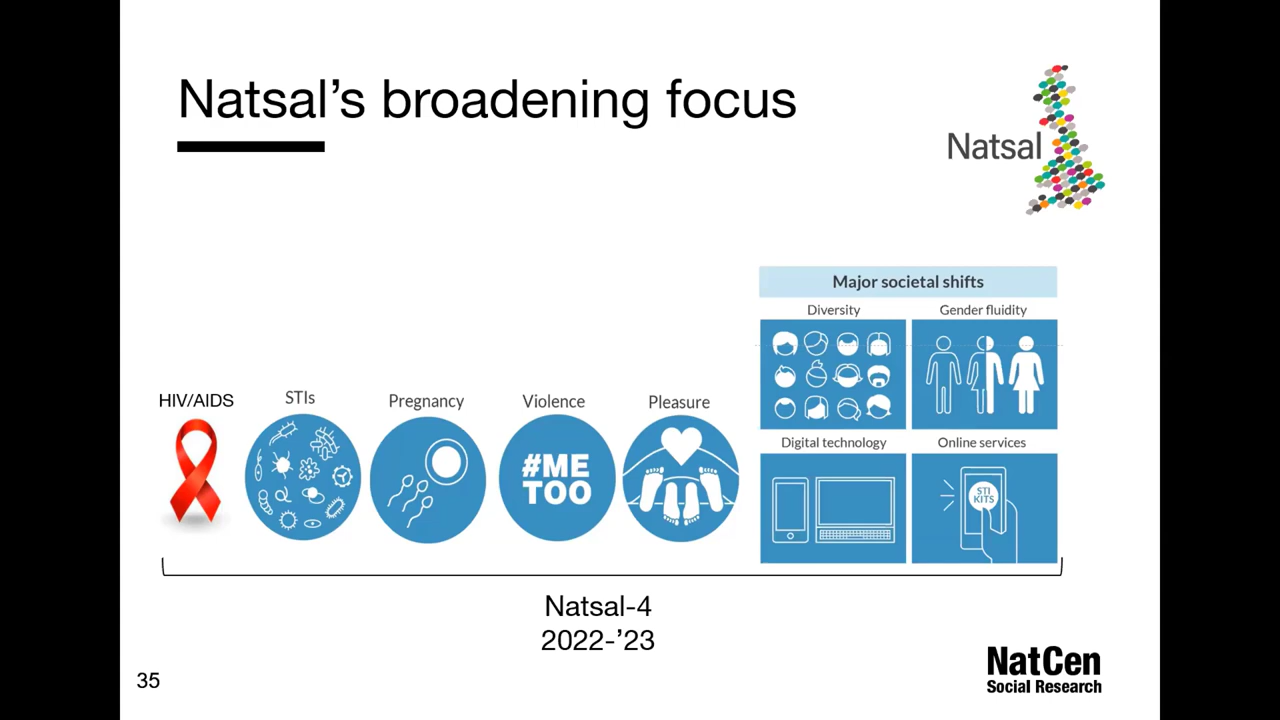 Natsal’s broadening focus
Natsal
Major societal shifts
Diversity
Gender fluidity
HIV/AIDS
STIs
Pregnancy
Violence
Pleasure
#ME
TOO
Digital technology
Online services
STI
KITS
Natsal-4
2022-’23
35
NatCen
Social Research